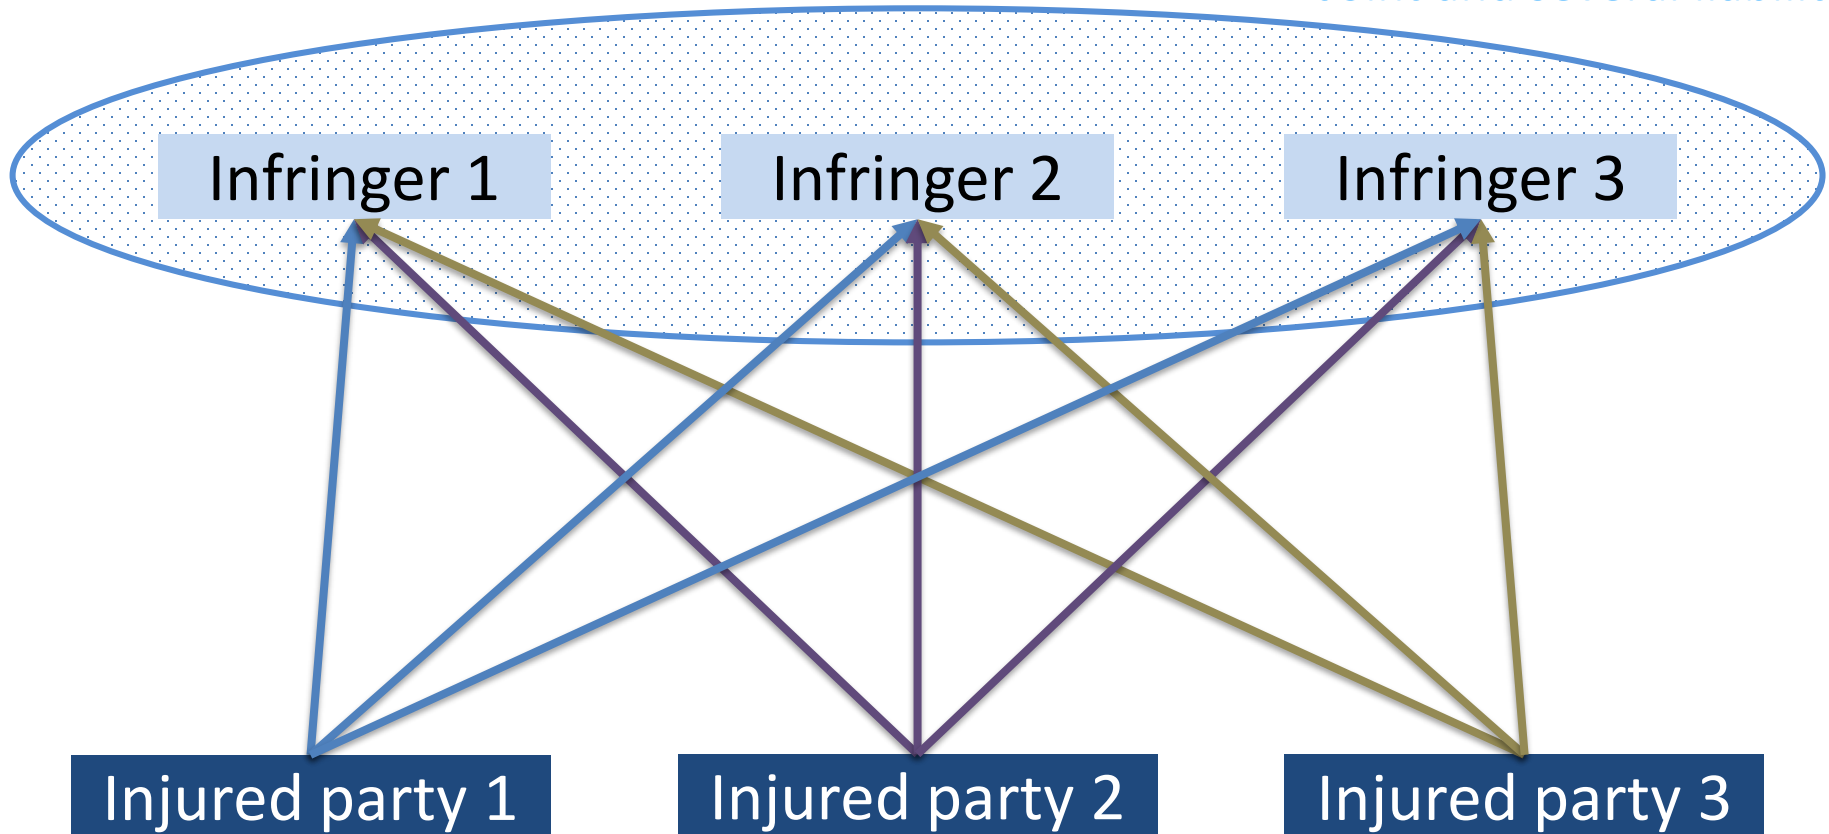 Infringer 1
Infringer 2
Infringer 3
Injured party 1
Injured party 2
Injured party 3